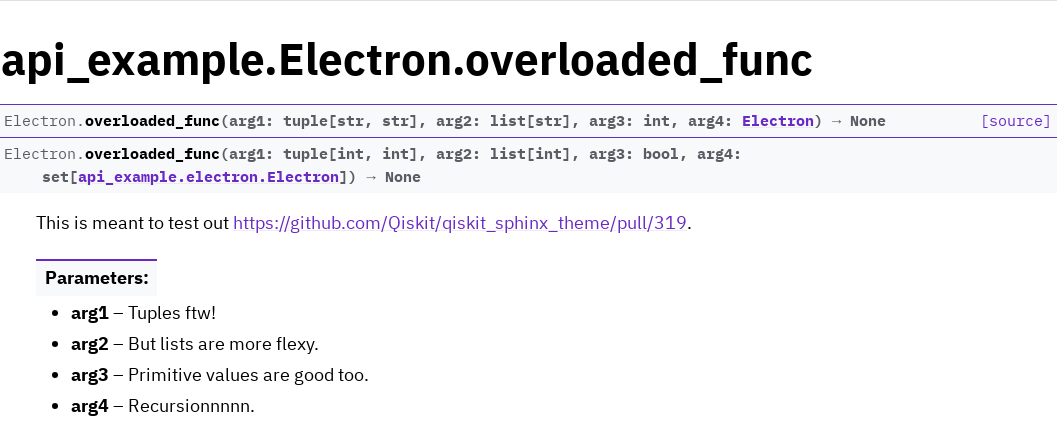 api_example.Electron.overloaded_func
Electron.overloaded_func(arg1: tuple[str, str], arg2: list[str], arg3: int, arg4: Electron) → None [source]
Electron.overloaded_func(arg1: tuple[int, int], arg2: list[int], arg3: bool, arg4:
set[api_example.electron.Electron]) → None
This is meant to test out https://github.com/Qiskit/qiskit_sphinx_theme/pull/319.
Parameters:
• arg1 – Tuples ftw!
• arg2 – But lists are more flexy.
• arg3 – Primitive values are good too.
• arg4 – Recursionnnnn.